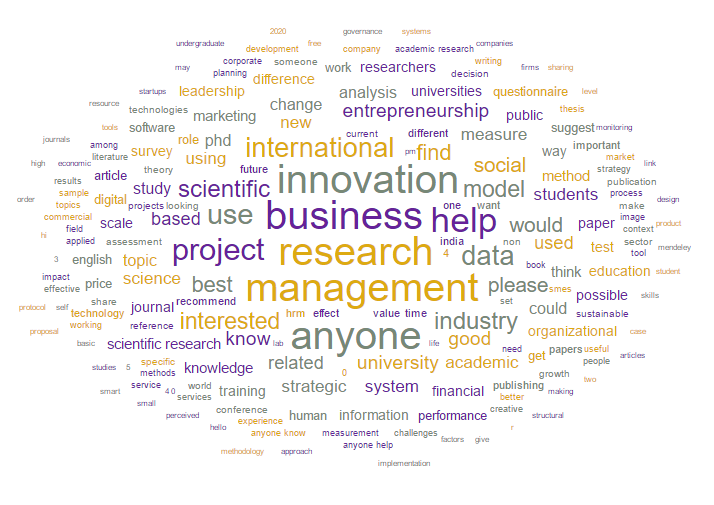 2020 governance systems
undergraduate development free company academic research companies
may corporate someone work researchers writing
planning difference decision firms sharing
startups leadership analysis universities questionnaire level
resource technologies marketing change entrepreneurship public thesis
tools software new measure suggest monitoring
journals among role phd current different important
literature survey using international find way market link
high economic article theory future pm social method strategy
results study scientific innovation model students publication
sample digital process design
order topics projects looking one want image
commercial scale based use business help would paper context product
hi field applied assessment india non used test sector
3 english topic project research 4 data book think tool mendeley
impact science management please smes education student
effective price best set possible skills
protocol self share journal recommend interested hrm effect anyone value time industry could sustainable
technology working reference know lab life good organizational case
proposal basic scientific research related need get papers useful
studies 5 specific methods knowledge 0 university academic people articles
smart service 4 0 world services training strategic system financial growth publishing making two
small better
perceived conference human information performance creative structural
hello experience r
anyone know measurement challenges factors give
methodology approach anyone help
implementation